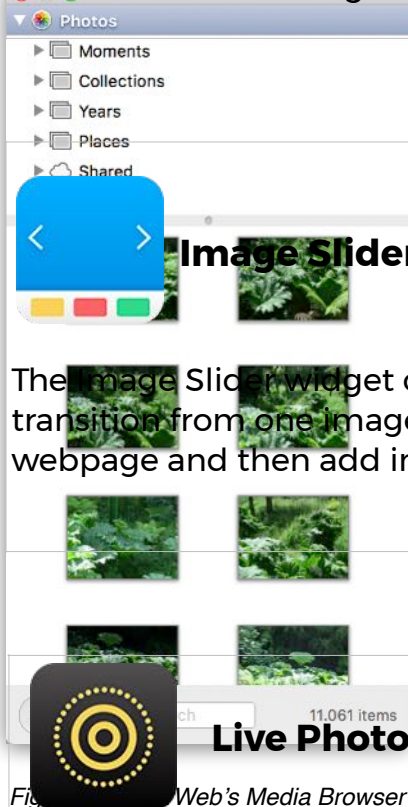 Photos
Moments
Collections
Years
Places
Shared
Image Slider
The Image Slider widget
transition from one image
webpage and then add
11.061 items
Live Photo
Web's Media Browser